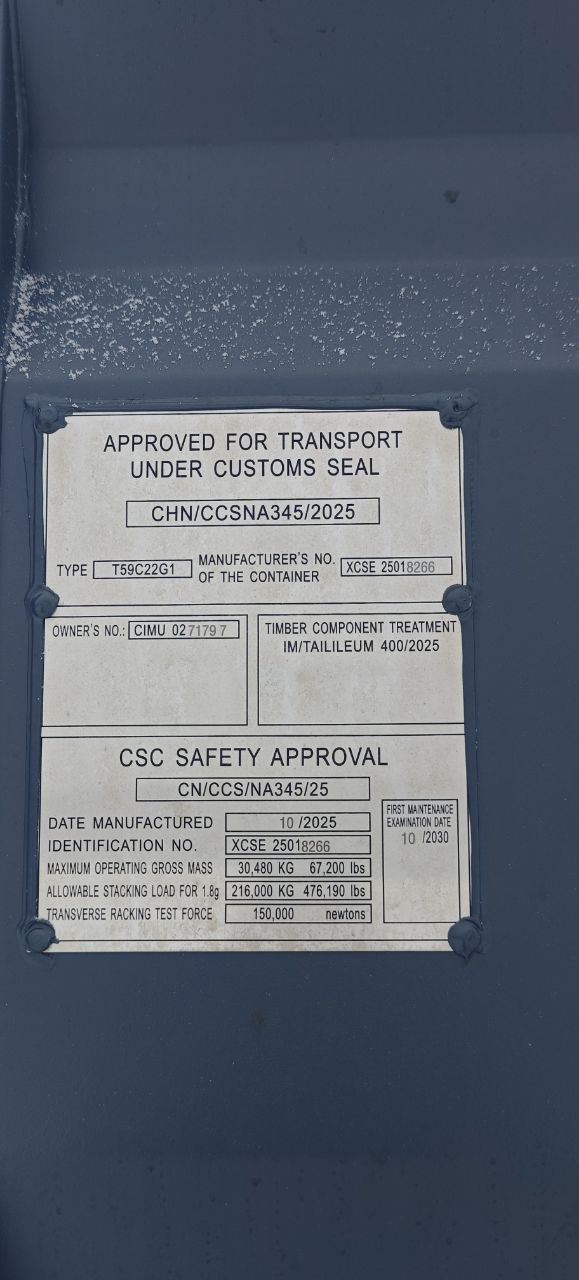 APPROVED FOR TRANSPORT
UNDER CUSTOMS SEAL
CHN/CCSNA345/2025
TYPE T59C22G1 MANUFACTURER'S NO. OF THE CONTAINER XCSE 25018266
OWNER'S NO.: CIMU 027179 7
TIMBER COMPONENT TREATMENT
IM/TAILILEUM 400/2025
CSC SAFETY APPROVAL
CN/CCS/NA345/25
DATE MANUFACTURED 10 /2025
IDENTIFICATION NO. XCSE 25018266
MAXIMUM OPERATING GROSS MASS 30,480 KG 67,200 lbs
ALLOWABLE STACKING LOAD FOR 1.8g 216,000 KG 476,190 lbs
TRANSVERSE RACKING TEST FORCE 150,000 newtons
FIRST MAINTENANCE
EXAMINATION DATE
10 /2030